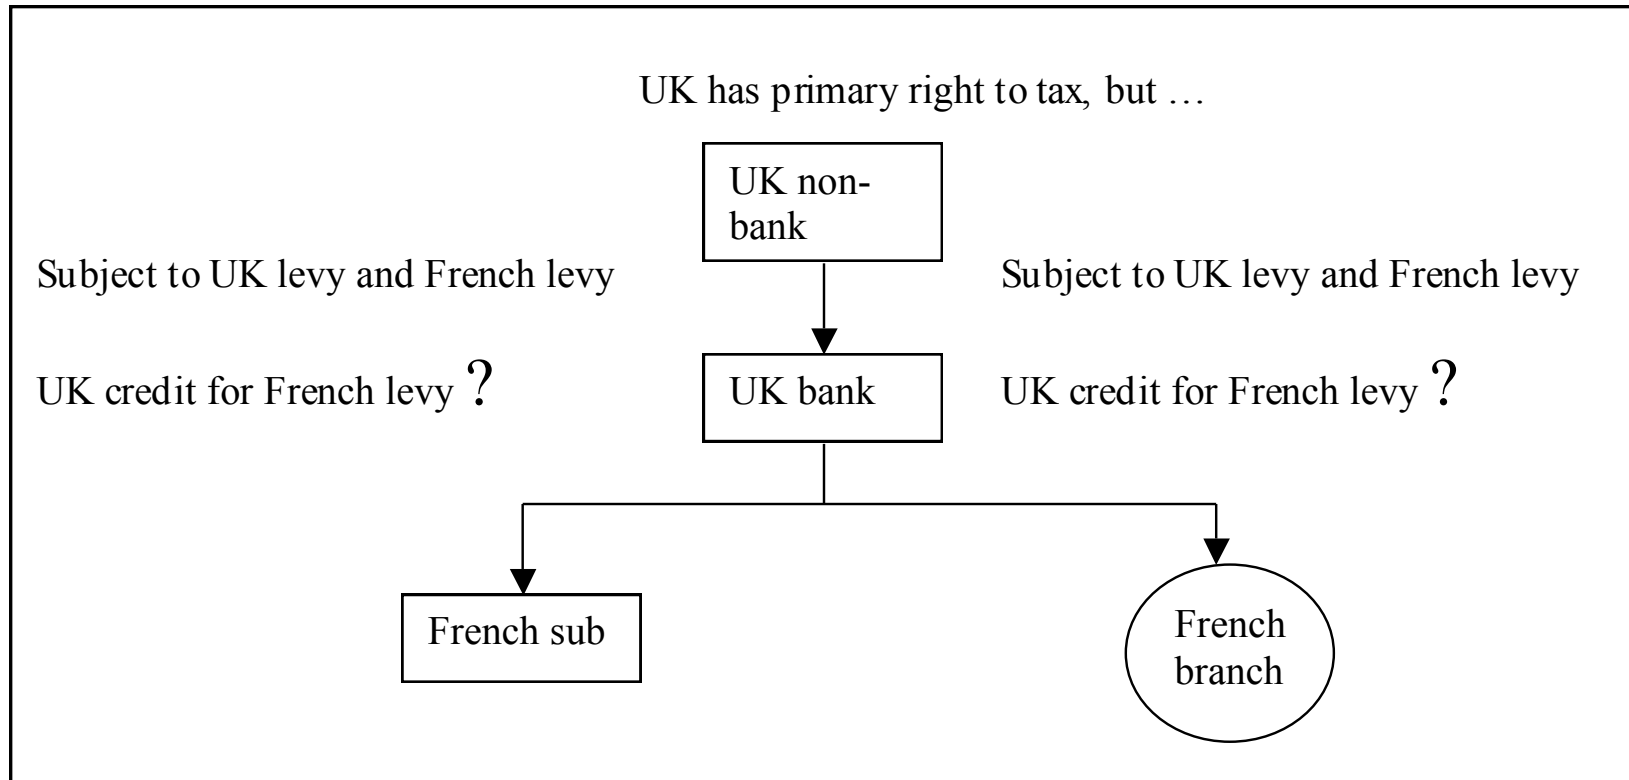 UK has primary right to tax, but …
UK non-
bank
Subject to UK levy and French levy
Subject to UK levy and French levy
UK credit for French levy ?
UK bank
UK credit for French levy ?
French sub
French
branch